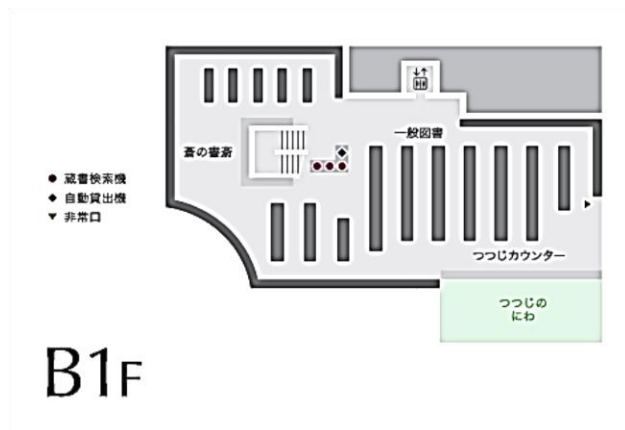 蒼の書斎
一般図書
● 蔵書検索機
◆ 自動貸出機
▼ 非常口
つつじカウンター
つつじの
にわ
B1F